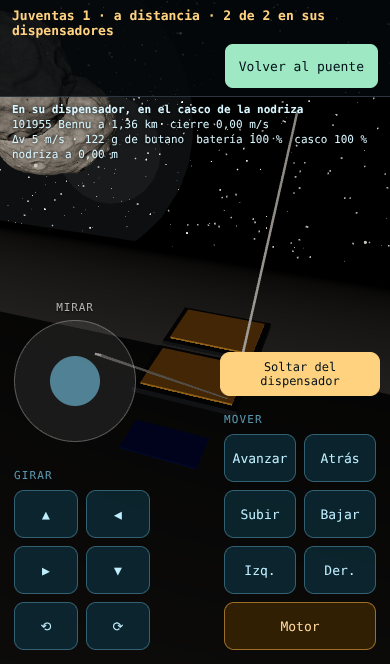 Juventas 1 · a distancia · 2 de 2 en sus
dispensadores
Volver al puente
En su dispensador, en el casco de la nodriza
101955 Bennu a 1,36 km · cierre 0,00 m/s
Δv 5 m/s · 122 g de butano batería 100 % casco 100 %
nodriza a 0,00 m
MIRAR
Soltar del
dispensador
MOVER
Avanzar Atrás
GIRAR
▲ ◀ Subir Bajar
▶ ▼ Izq. Der.
⟲ ⟳ Motor